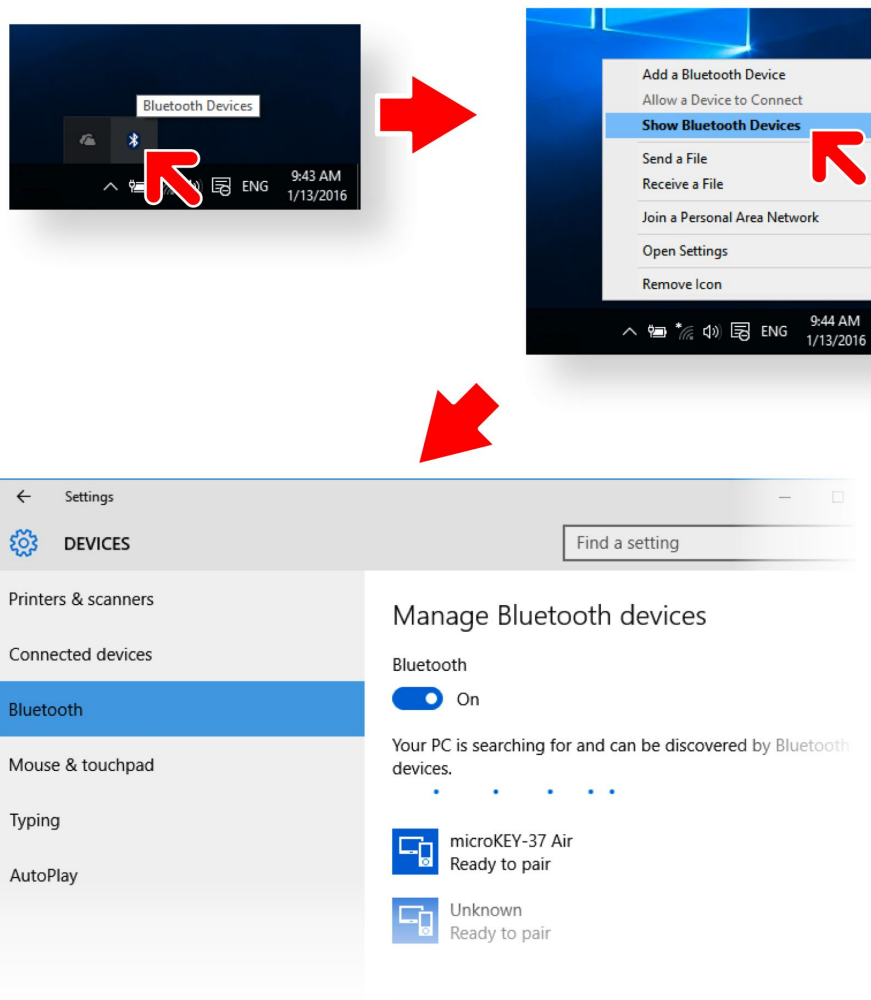 Bluetooth Devices
ENG
9:43 AM
1/13/2016
Add a Bluetooth Device
Allow a Device to Connect
Show Bluetooth Devices
Send a File
Receive a File
Join a Personal Area Network
Open Settings
Remove Icon
ENG
9:44 AM
1/13/2016
Settings
DEVICES
Find a setting
Printers & scanners
Connected devices
Bluetooth
Mouse & touchpad
Typing
AutoPlay
Manage Bluetooth devices
Bluetooth
On
Your PC is searching for and can be discovered by Bluetooth
devices.
microKEY-37 Air
Ready to pair
Unknown
Ready to pair